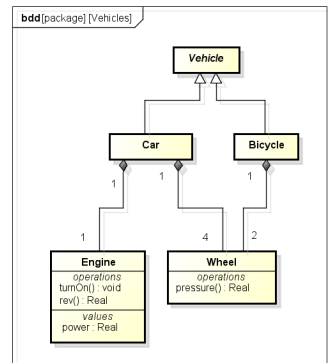 bdd[package] [Vehicles]
Vehicle
Car
Bicycle
1
1
1
1
4
2
Engine
operations
turnOn() : void
rev() : Real
values
power : Real
Wheel
operations
pressure() : Real